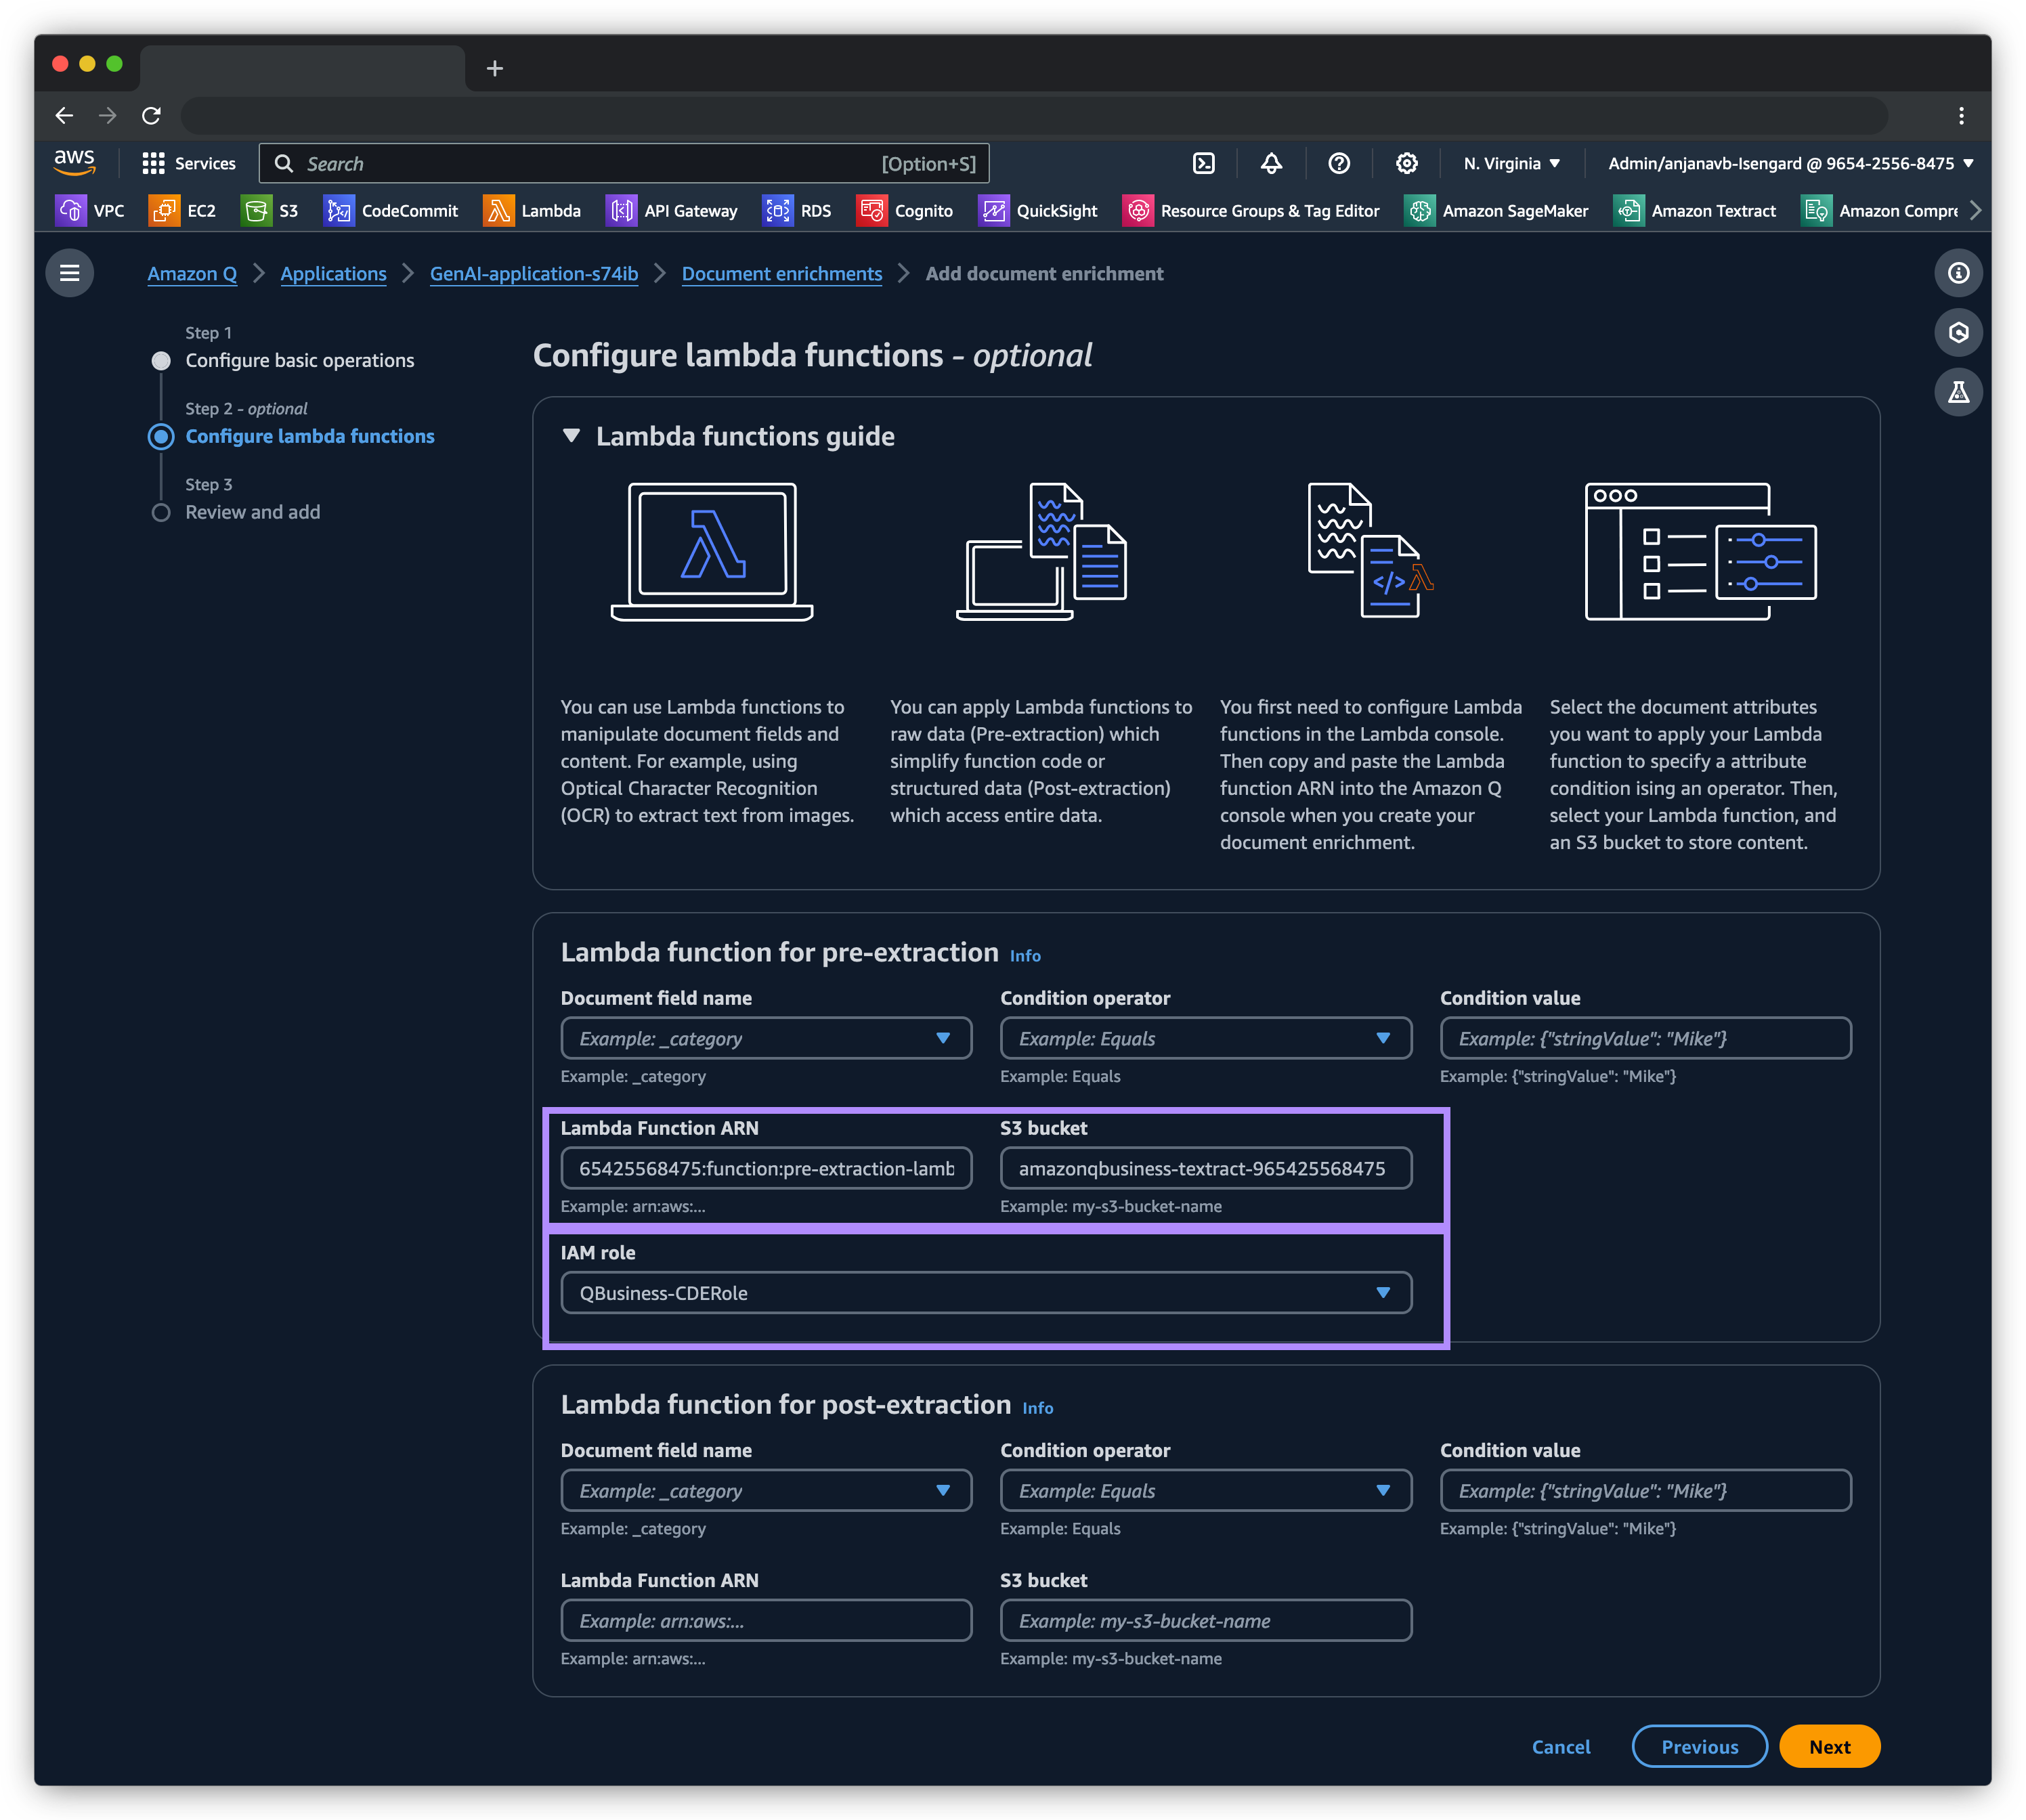 aws
Services
Search
[Option+S]
N. Virginia
Admin/anjanavb-Isengard @ 9654-2556-8475
VPC
EC2
S3
CodeCommit
Lambda
API Gateway
RDS
Cognito
QuickSight
Resource Groups & Tag Editor
Amazon SageMaker
Amazon Textract
Amazon Compre
Amazon Q
Applications
GenAI-application-s74ib
Document enrichments
Add document enrichment
Step 1
Configure basic operations
Step 2 - optional
Configure lambda functions
Step 3
Review and add
Configure lambda functions - optional
Lambda functions guide
</>
You can use Lambda functions to
manipulate document fields and
content. For example, using
Optical Character Recognition
(OCR) to extract text from images.
You can apply Lambda functions to
raw data (Pre-extraction) which
simplify function code or
structured data (Post-extraction)
which access entire data.
You first need to configure Lambda
functions in the Lambda console.
Then copy and paste the Lambda
function ARN into the Amazon Q
console when you create your
document enrichment.
Select the document attributes
you want to apply your Lambda
function to specify a attribute
condition ising an operator. Then,
select your Lambda function, and
an S3 bucket to store content.
Lambda function for pre-extraction Info
Document field name
Example: _category
Example: _category
Condition operator
Example: Equals
Example: Equals
Condition value
Example: {"stringValue": "Mike"}
Example: {"stringValue": "Mike"}
Lambda Function ARN
65425568475:function:pre-extraction-lamb
Example: arn:aws:...
S3 bucket
amazonqbusiness-textract-965425568475
Example: my-s3-bucket-name
IAM role
QBusiness-CDERole
Lambda function for post-extraction Info
Document field name
Example: _category
Example: _category
Condition operator
Example: Equals
Example: Equals
Condition value
Example: {"stringValue": "Mike"}
Example: {"stringValue": "Mike"}
Lambda Function ARN
Example: arn:aws:...
Example: arn:aws:...
S3 bucket
Example: my-s3-bucket-name
Example: my-s3-bucket-name
Cancel
Previous
Next